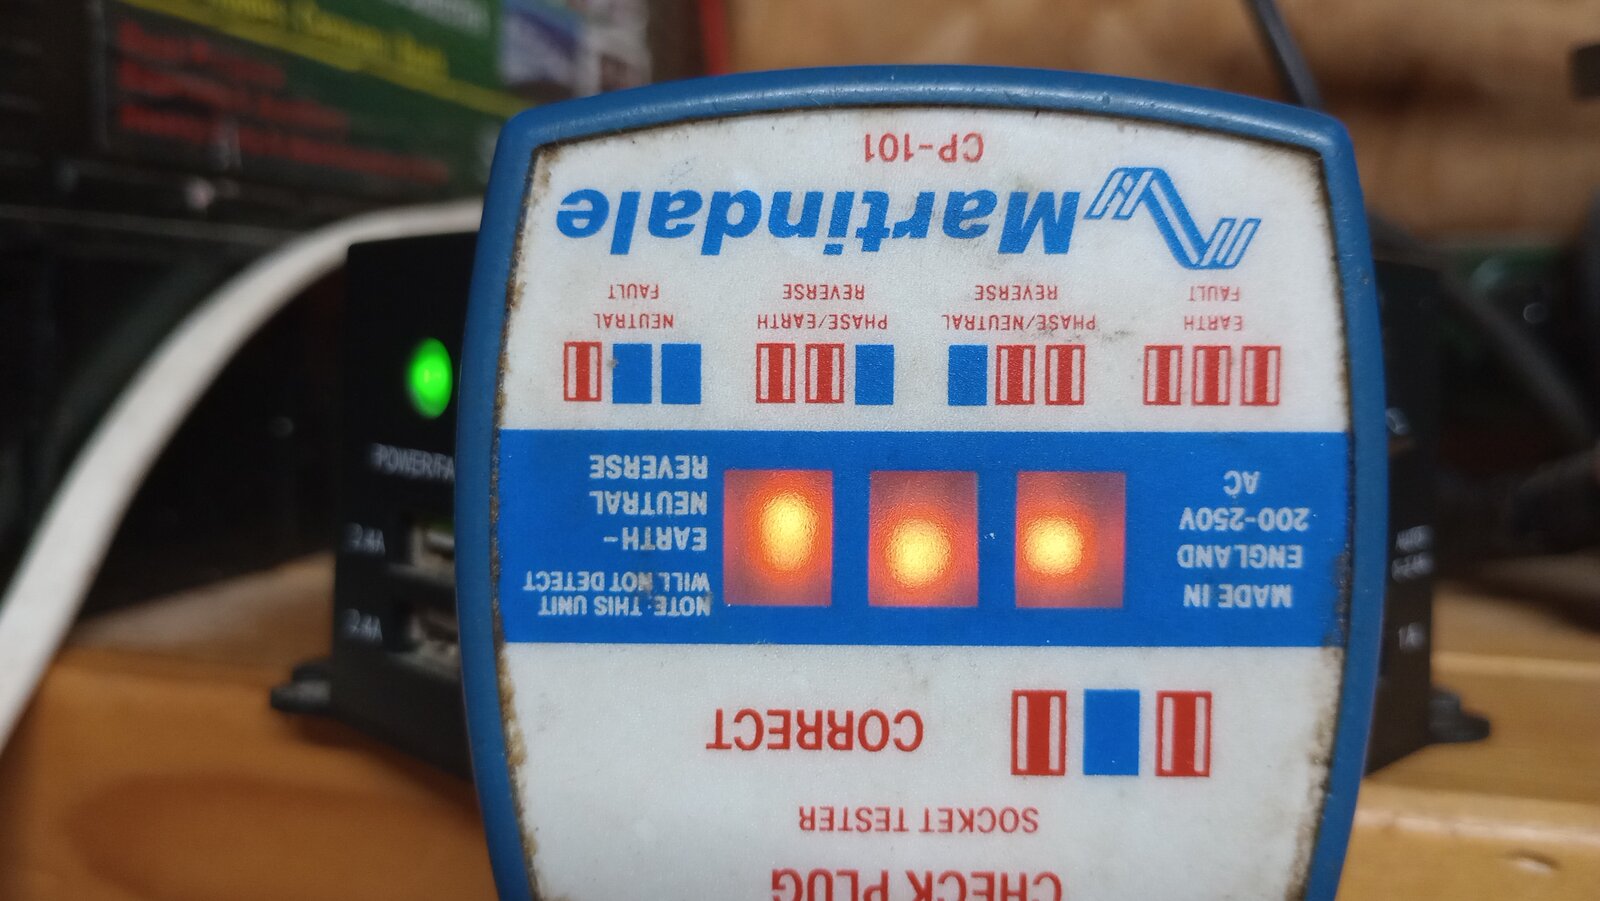 CHECK PLUG
SOCKET TESTER
CORRECT
MADE IN
ENGLAND
200-250V
AC
NOTE: THIS UNIT
WILL NOT DETECT
EARTH-
NEUTRAL
REVERSE
EARTH
FAULT
PHASE/NEUTRAL
REVERSE
PHASE/EARTH
REVERSE
NEUTRAL
FAULT
Martindale
CP-101
POWER/FA
2.4A
2.4A